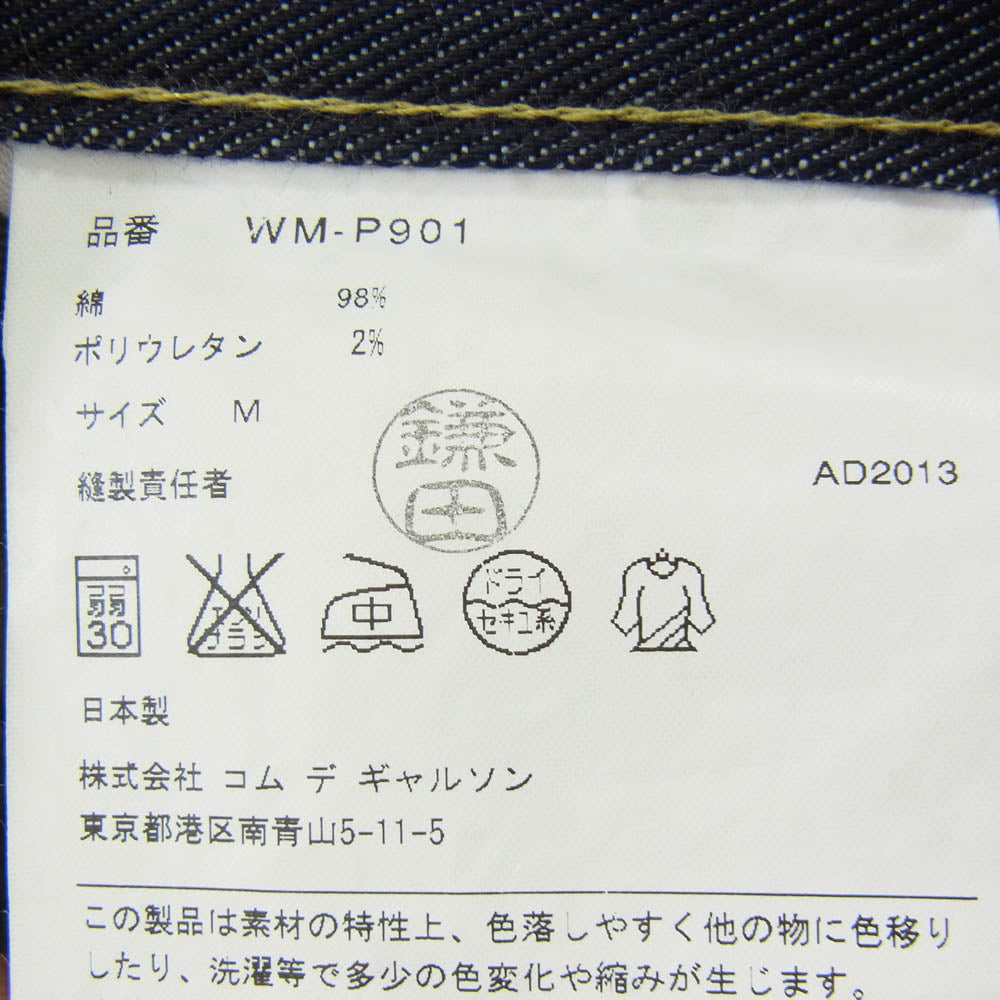 品番 WM-P901
綿 98%
ポリウレタン 2%
サイズ M
鎌田
縫製責任者
AD2013
弱
30
エンソ
サラシ
中
ドライ
セキユ系
日本製
株式会社 コム デ ギャルソン
東京都港区南青山5-11-5
この製品は素材の特性上、色落しやすく他の物に色移り
したり、洗濯等で多少の色変化や縮みが生じます。